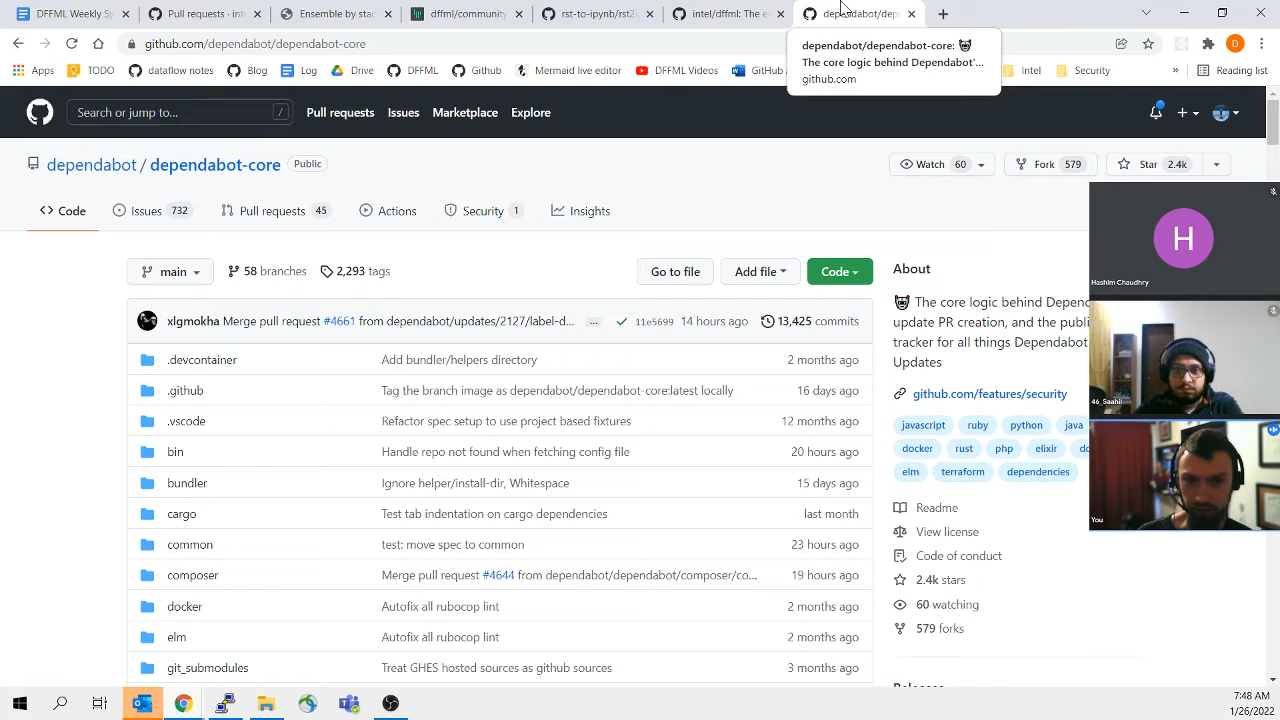 DFFML Weekly Sy
Pull requests · int
Ensemble by stac
dffml_community
rst-to-ipynb/rst2i
intel/dffml: The e
dependabot/dep
github.com/dependabot/dependabot-core
dependabot/dependabot-core:
The core logic behind Dependabot'...
github.com
Apps
TODO
dataflow notes
Blog
Log
Drive
DFFML
Github
Mermaid live editor
DFFML Videos
GitHub
Intel
Security
»
Reading list
D
Search or jump to...
/
Pull requests
Issues
Marketplace
Explore
dependabot / dependabot-core
Public
Watch 60
Fork 579
Star 2.4k
<> Code
Issues 732
Pull requests 45
Actions
Security 1
Insights
main
58 branches
2,293 tags
Go to file
Add file
Code
About
xlgmokha Merge pull request #4661 from dependabot/updates/2127/label-d...
...
11e5699 14 hours ago
13,425 commits
The core logic behind Depend
update PR creation, and the publi
tracker for all things Dependabot
Updates
github.com/features/security
javascript ruby python java
docker rust php elixir
elm terraform dependencies
.devcontainer Add bundler/helpers directory 2 months ago
.github Tag the branch image as dependabot/dependabot-core:latest locally 16 days ago
.vscode Refactor spec setup to use project based fixtures 12 months ago
bin Handle repo not found when fetching config file 20 hours ago
bundler Ignore helper/install-dir, Whitespace 15 days ago
cargo Test tab indentation on cargo dependencies last month
common test: move spec to common 23 hours ago
composer Merge pull request #4644 from dependabot/dependabot/composer/co... 19 hours ago
docker Autofix all rubocop lint 2 months ago
elm Autofix all rubocop lint 2 months ago
git_submodules Treat GHES hosted sources as github sources 3 months ago
Readme
View license
Code of conduct
2.4k stars
60 watching
579 forks
H
Hashim Chaudhry
46_Saahil
You
7:48 AM
1/26/2022